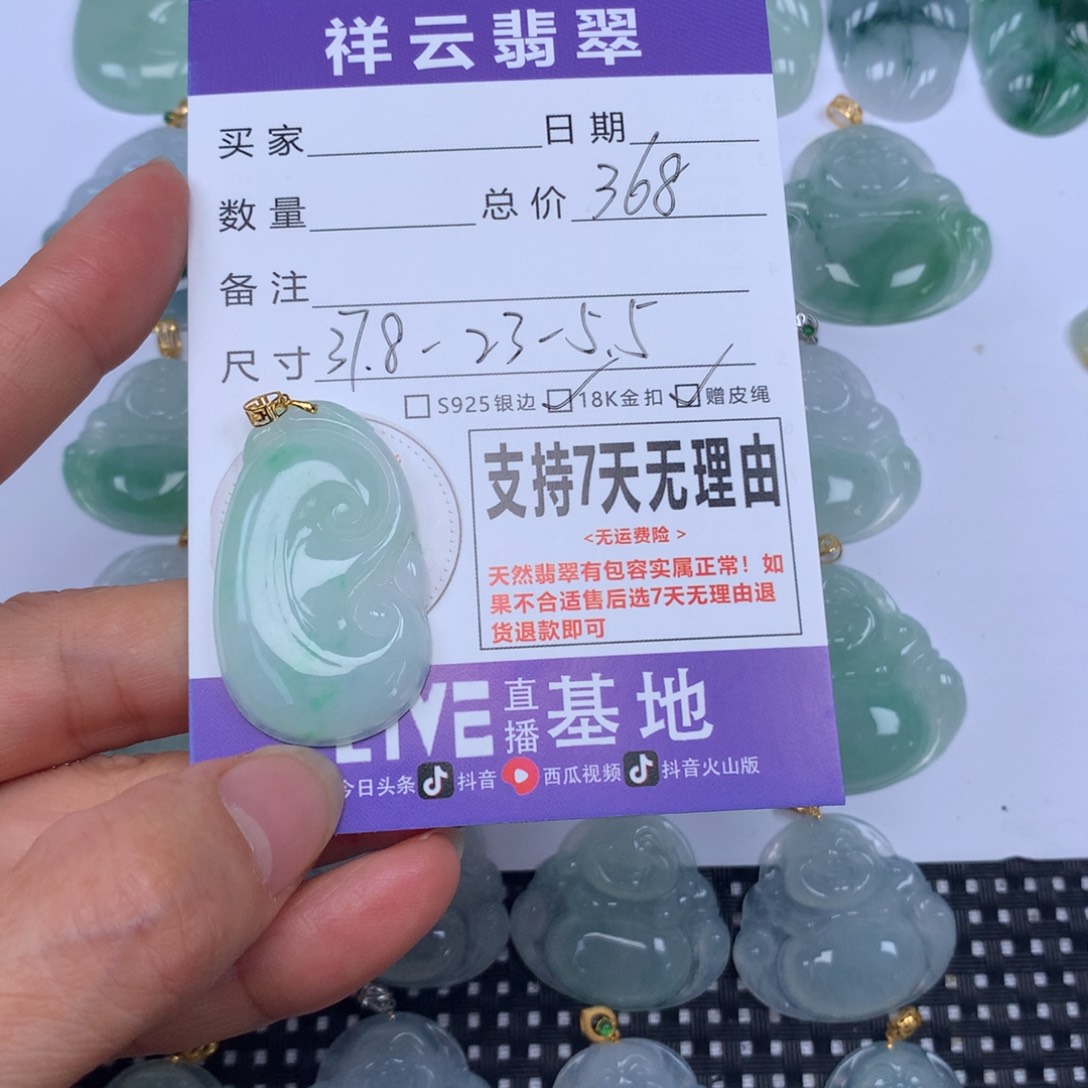 祥云翡翠
买家 日期
数量 总价 368
备注
尺寸 37.8-23-5.5
S925银边 18K金扣 赠皮绳
支持7天无理由
<无运费险>
天然翡翠有包容实属正常！如
果不合适售后选7天无理由退
货退款即可
LIVE 直播 基地
今日头条 抖音 西瓜视频 抖音火山版